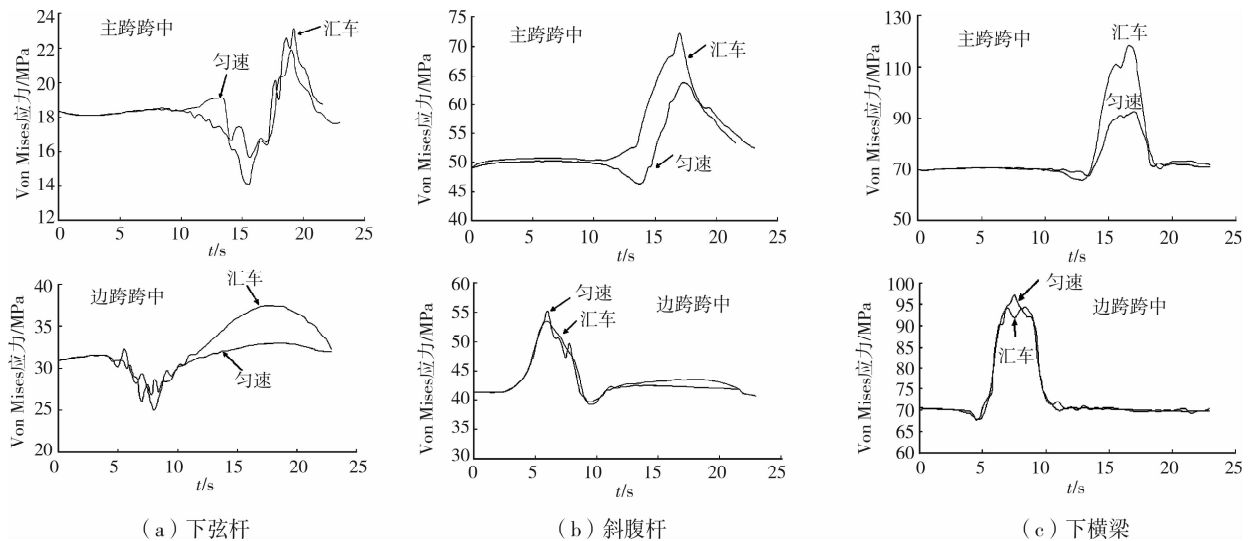 Von Mises应力/MPa
24
22
20
18
16
14
12
主跨跨中
汇车
匀速
0 5 10 15 20 25
t/s
Von Mises应力/MPa
75
70
65
60
55
50
45
40
主跨跨中
汇车
匀速
0 5 10 15 20 25
t/s
Von Mises应力/MPa
130
110
90
70
50
主跨跨中
汇车
匀速
0 5 10 15 20 25
t/s
Von Mises应力/MPa
40
35
30
25
20
边跨跨中
汇车
匀速
0 5 10 15 20 25
t/s
Von Mises应力/MPa
60
55
50
45
40
35
30
匀速
汇车
边跨跨中
0 5 10 15 20 25
t/s
Von Mises应力/MPa
100
95
90
85
80
75
70
65
60
匀速
边跨跨中
汇车
0 5 10 15 20 25
t/s
（a）下弦杆
（b）斜腹杆
（c）下横梁